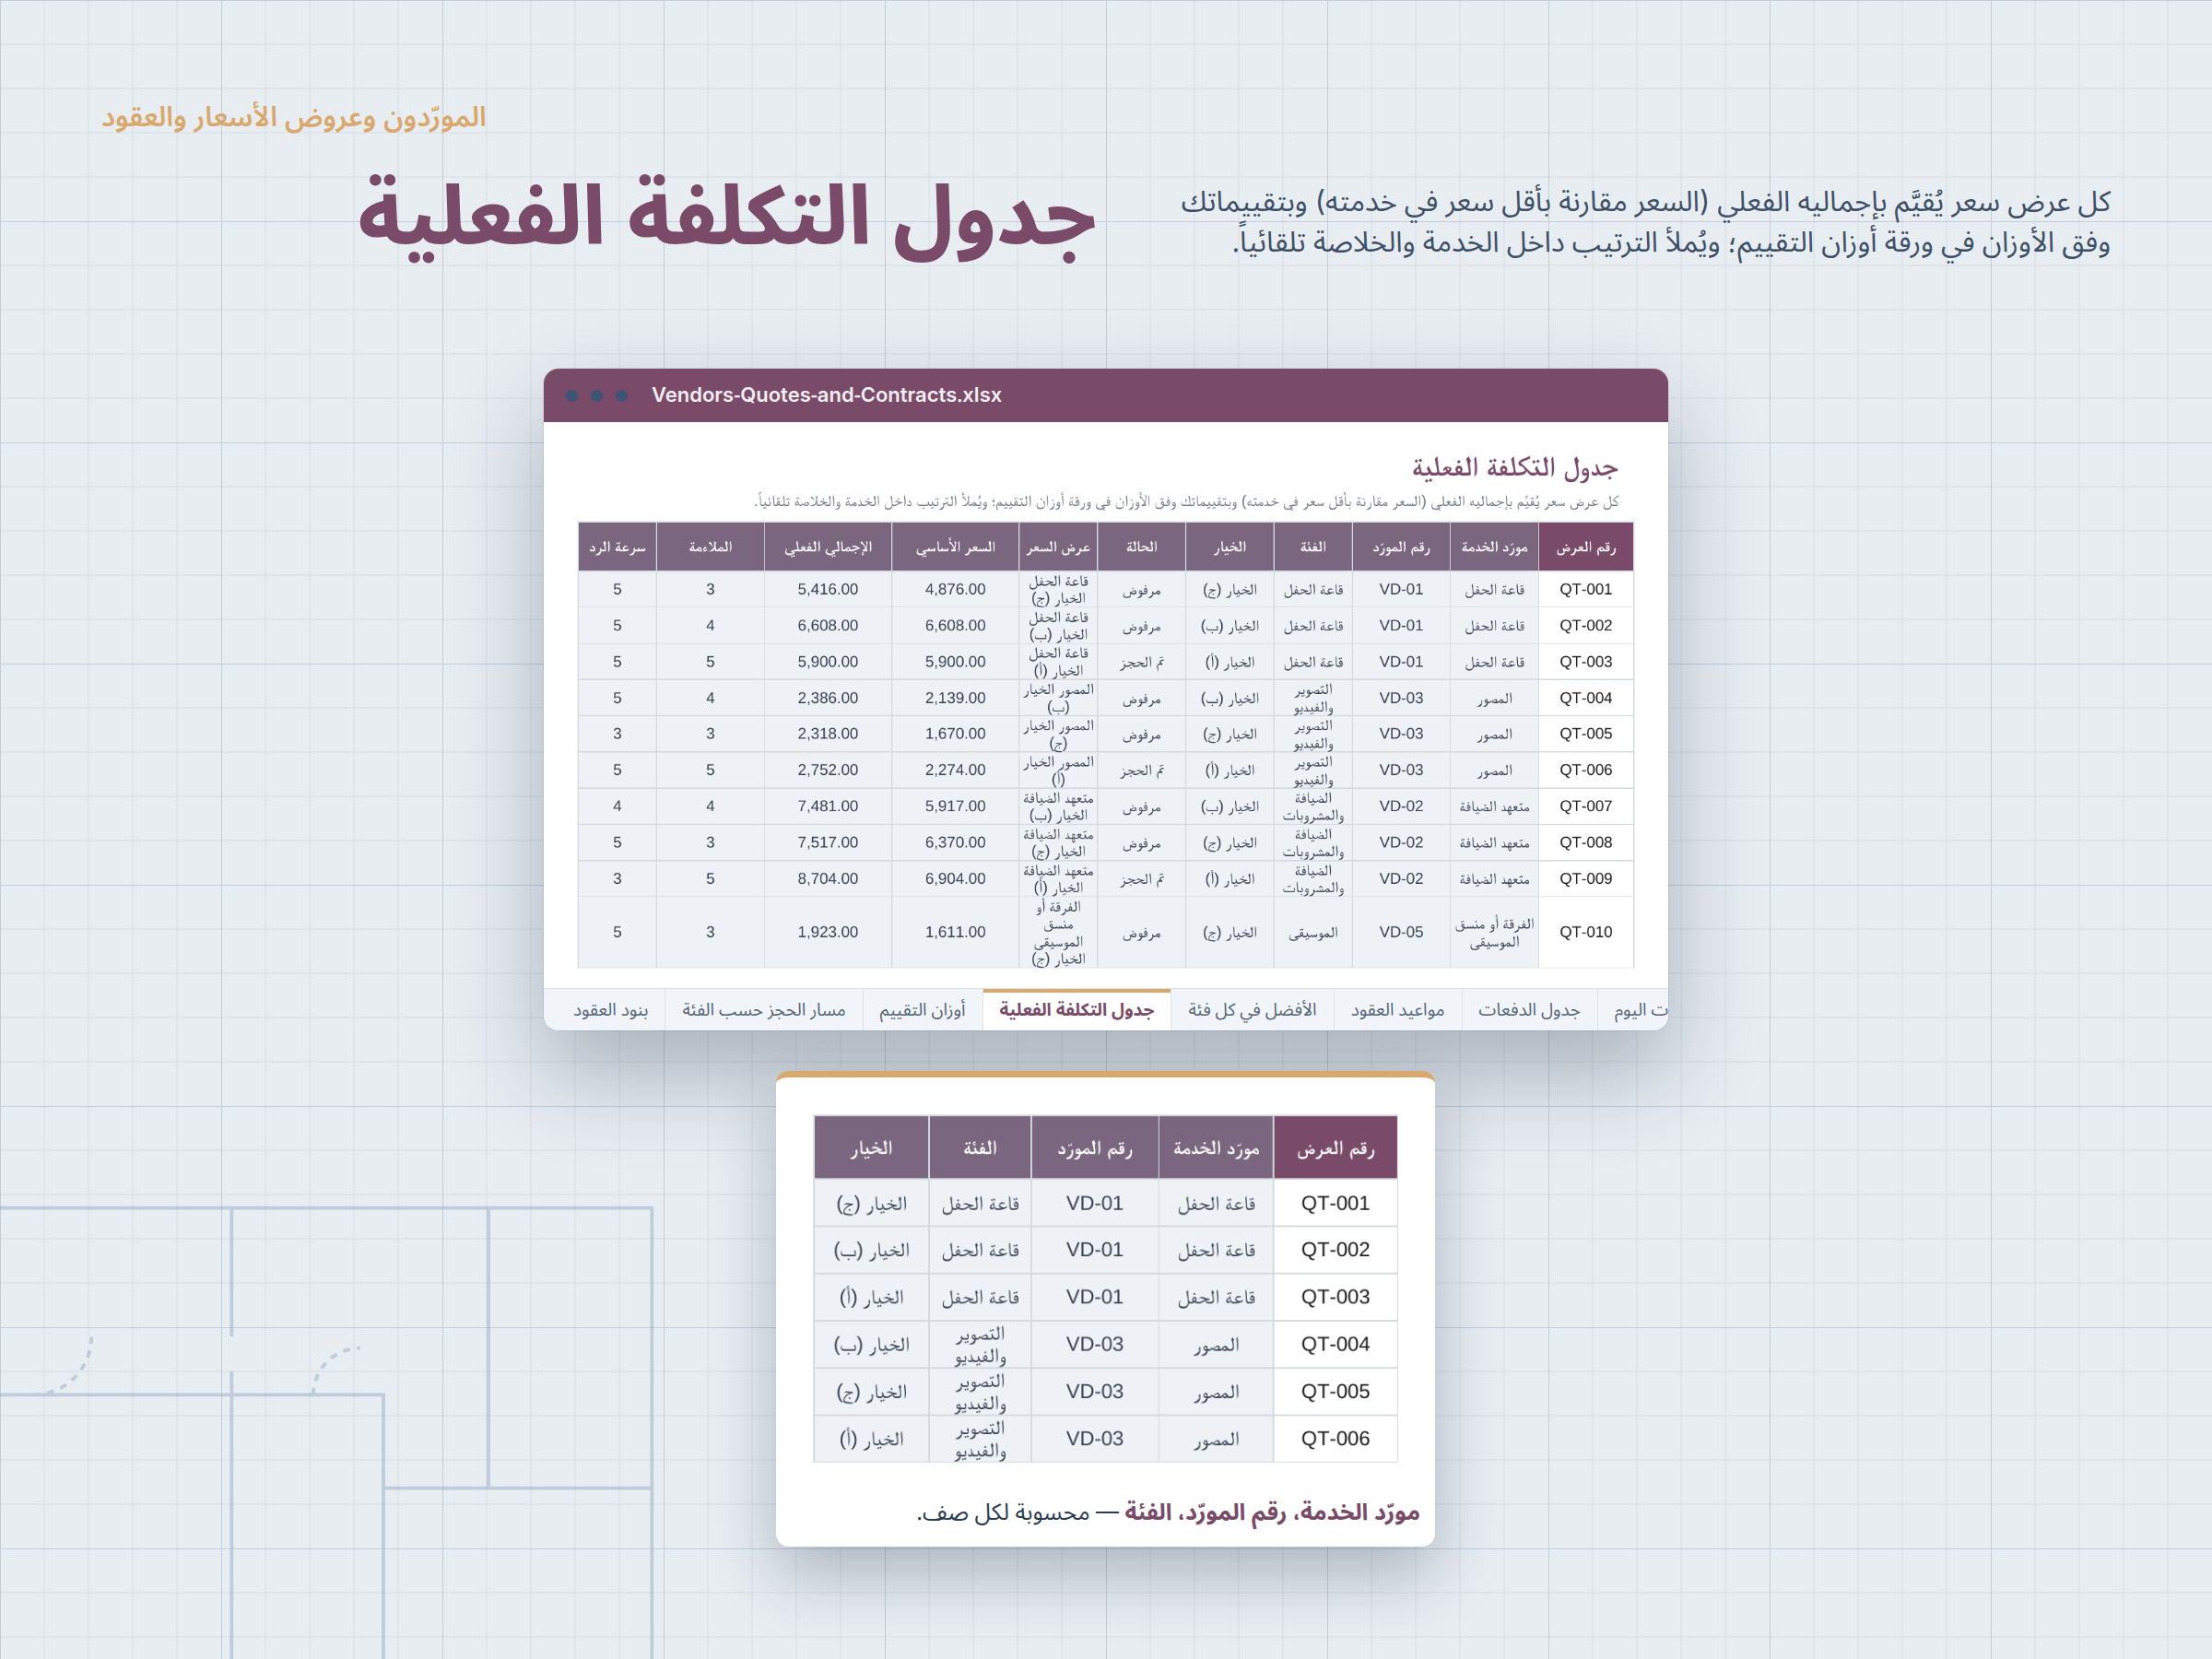 المورّدون وعروض الأسعار والعقود
جدول التكلفة الفعلية
كل عرض سعر يُقيَّم بإجماليه الفعلي (السعر مقارنة بأقل سعر في خدمته) وبتقييماتك
وفق الأوزان في ورقة أوزان التقييم؛ ويُملأ الترتيب داخل الخدمة والخلاصة تلقائياً.
Vendors-Quotes-and-Contracts.xlsx
جدول التكلفة الفعلية
كل عرض سعر يُقيَّم بإجماليه الفعلي (السعر مقارنة بأقل سعر في خدمته) وبتقييماتك وفق الأوزان في ورقة أوزان التقييم؛ ويُملأ الترتيب داخل الخدمة والخلاصة تلقائياً.
رقم العرض مورّد الخدمة رقم المورّد الفئة الخيار الحالة عرض السعر السعر الأساسي الإجمالي الفعلي الملاءمة سرعة الرد
QT-001 قاعة الحفل VD-01 قاعة الحفل الخيار (ج) مرفوض قاعة الحفل الخيار (ج) 4,876.00 5,416.00 3 5
QT-002 قاعة الحفل VD-01 قاعة الحفل الخيار (ب) مرفوض قاعة الحفل الخيار (ب) 6,608.00 6,608.00 4 5
QT-003 قاعة الحفل VD-01 قاعة الحفل الخيار (أ) تم الحجز قاعة الحفل الخيار (أ) 5,900.00 5,900.00 5 5
QT-004 المصور VD-03 التصوير والفيديو الخيار (ب) مرفوض المصور الخيار (ب) 2,139.00 2,386.00 4 5
QT-005 المصور VD-03 التصوير والفيديو الخيار (ج) مرفوض المصور الخيار (ج) 1,670.00 2,318.00 3 3
QT-006 المصور VD-03 التصوير والفيديو الخيار (أ) تم الحجز المصور الخيار (أ) 2,274.00 2,752.00 5 5
QT-007 متعهد الضيافة VD-02 الضيافة والمشروبات الخيار (ب) مرفوض متعهد الضيافة الخيار (ب) 5,917.00 7,481.00 4 4
QT-008 متعهد الضيافة VD-02 الضيافة والمشروبات الخيار (ج) مرفوض متعهد الضيافة الخيار (ج) 6,370.00 7,517.00 3 5
QT-009 متعهد الضيافة VD-02 الضيافة والمشروبات الخيار (أ) تم الحجز متعهد الضيافة الخيار (أ) 6,904.00 8,704.00 5 3
QT-010 الفرقة أو منسق الموسيقى VD-05 الموسيقى الخيار (ج) مرفوض الفرقة أو منسق الموسيقى الخيار (ج) 1,611.00 1,923.00 3 5
بنود العقود مسار الحجز حسب الفئة أوزان التقييم جدول التكلفة الفعلية الأفضل في كل فئة مواعيد العقود جدول الدفعات ت اليوم
رقم العرض مورّد الخدمة رقم المورّد الفئة الخيار
QT-001 قاعة الحفل VD-01 قاعة الحفل الخيار (ج)
QT-002 قاعة الحفل VD-01 قاعة الحفل الخيار (ب)
QT-003 قاعة الحفل VD-01 قاعة الحفل الخيار (أ)
QT-004 المصور VD-03 التصوير والفيديو الخيار (ب)
QT-005 المصور VD-03 التصوير والفيديو الخيار (ج)
QT-006 المصور VD-03 التصوير والفيديو الخيار (أ)
مورّد الخدمة، رقم المورّد، الفئة — محسوبة لكل صف.